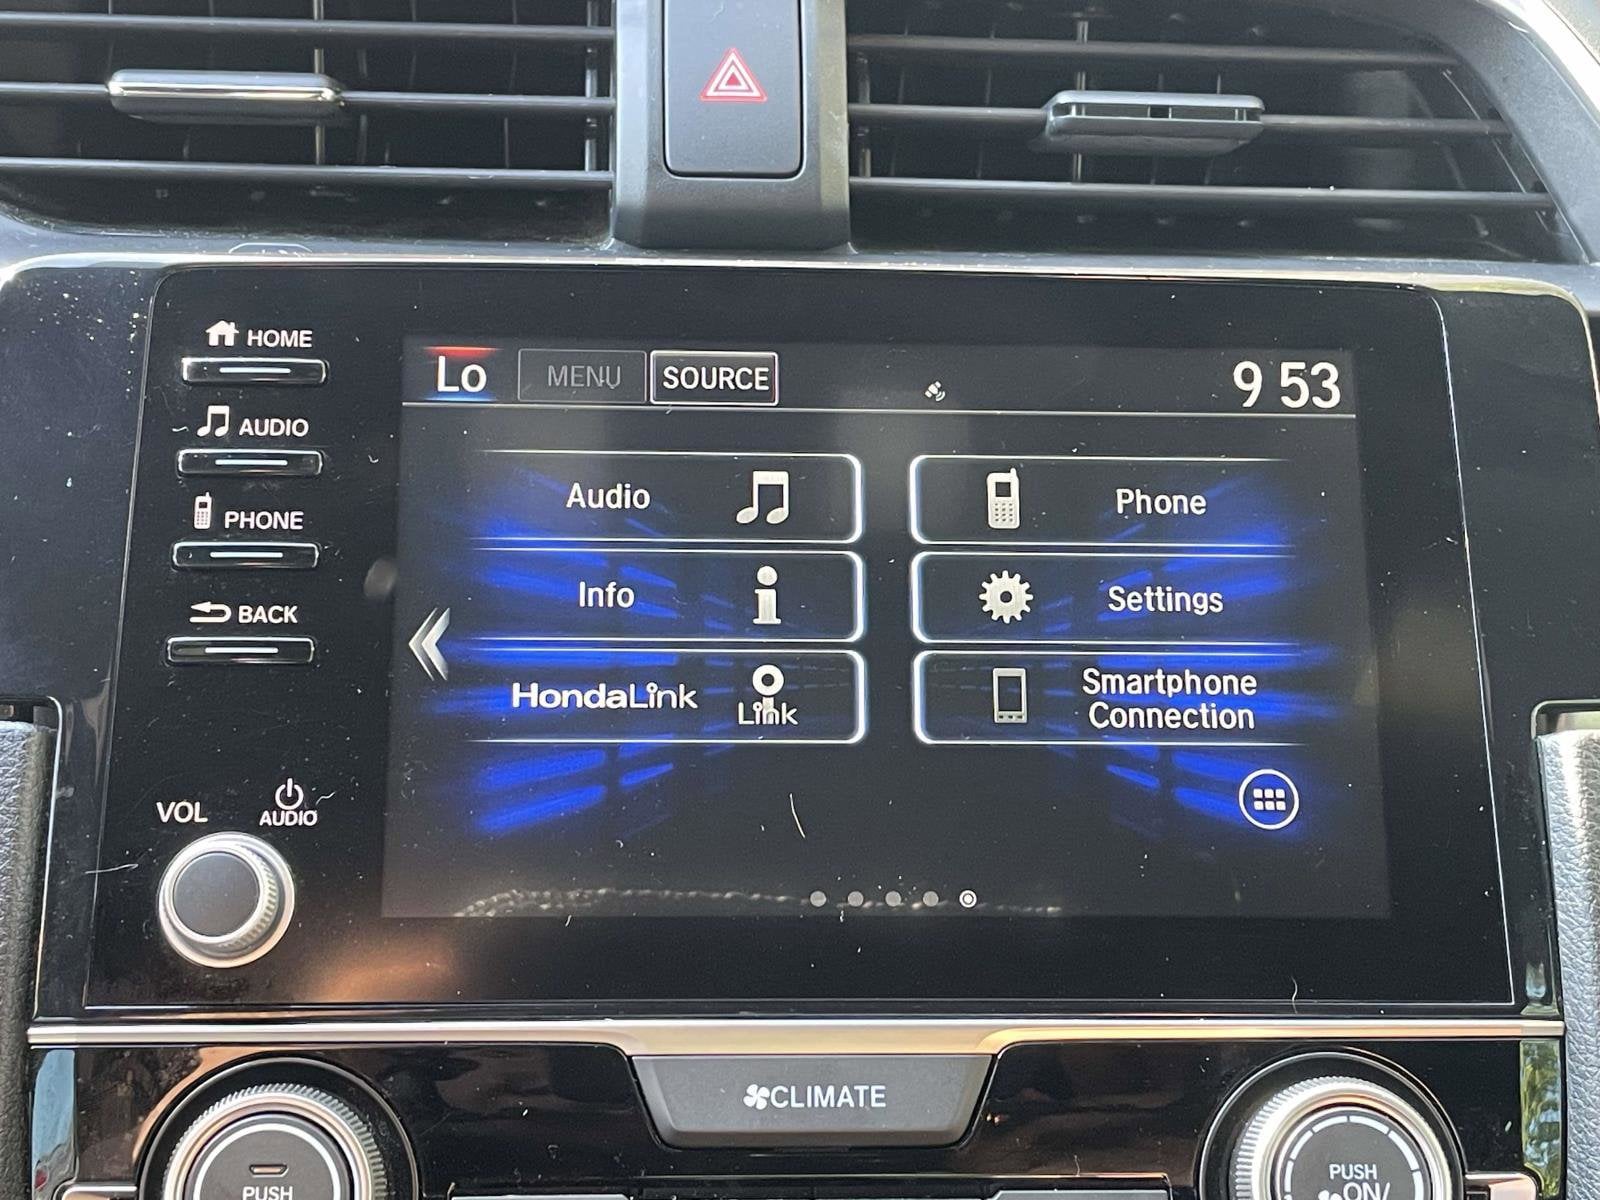 HOME
AUDIO
PHONE
BACK
VOL
AUDIO
Lo MENU SOURCE 9 53
Audio
Phone
Info
Settings
HondaLink
Link
Smartphone
Connection
CLIMATE
PUSH
PUSH
ON/